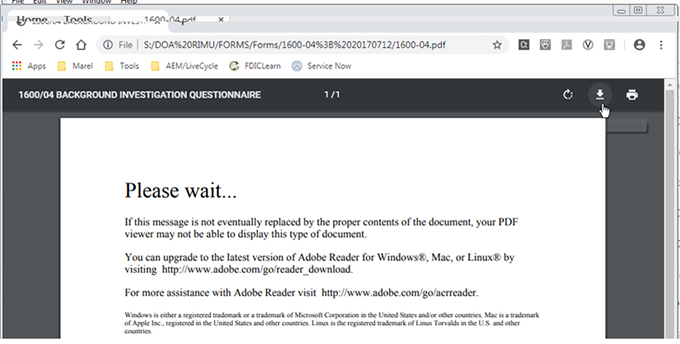 File Edit View Window Help
Home Tools 1600-04.pdf ×
1600/04 BACKGROUND INVEST
File | S:/DOA%20RIMU/FORMS/Forms/1600-04%3B%2020170712/1600-04.pdf
Apps Marel Tools AEM/LiveCycle FDICLearn Service Now
1600/04 BACKGROUND INVESTIGATION QUESTIONNAIRE 1 / 1
Please wait...
If this message is not eventually replaced by the proper contents of the document, your PDF
viewer may not be able to display this type of document.
You can upgrade to the latest version of Adobe Reader for Windows®, Mac, or Linux® by
visiting http://www.adobe.com/go/reader_download.
For more assistance with Adobe Reader visit http://www.adobe.com/go/acrreader.
Windows is either a registered trademark or a trademark of Microsoft Corporation in the United States and/or other countries. Mac is a trademark
of Apple Inc., registered in the United States and other countries. Linux is the registered trademark of Linus Torvalds in the U.S. and other
countries.